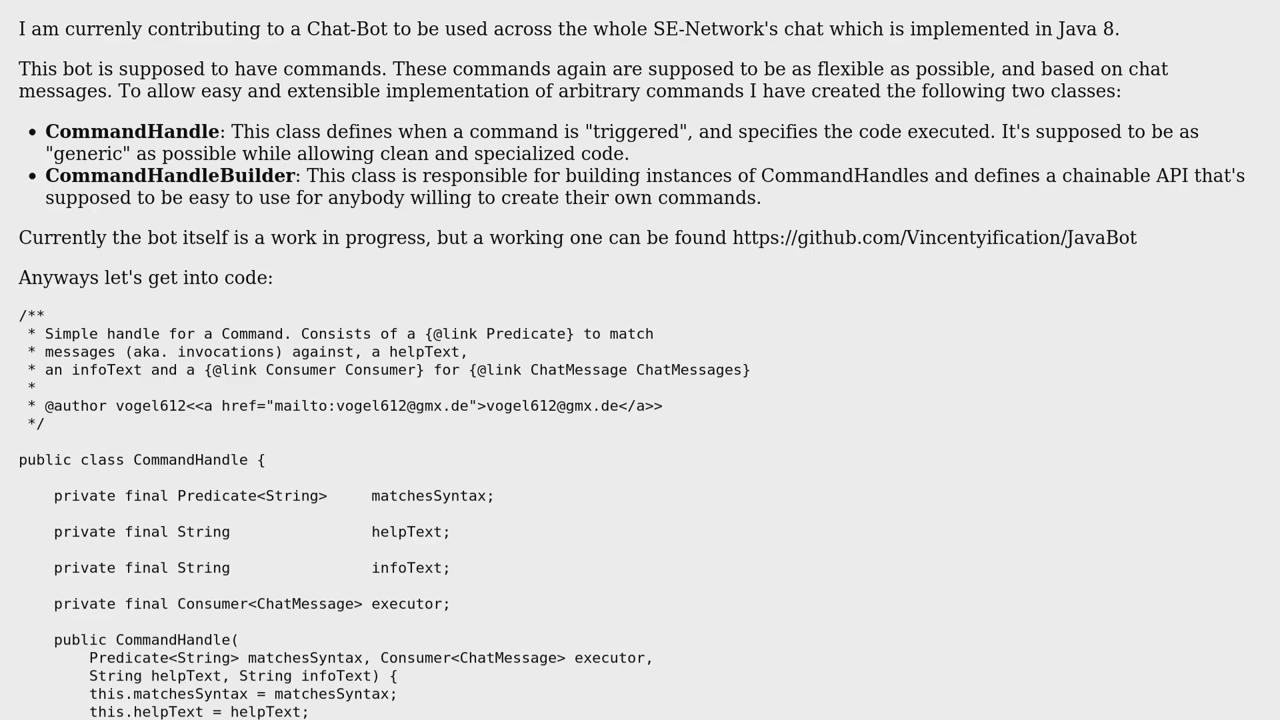 I am currenly contributing to a Chat-Bot to be used across the whole SE-Network's chat which is implemented in Java 8.
This bot is supposed to have commands. These commands again are supposed to be as flexible as possible, and based on chat
messages. To allow easy and extensible implementation of arbitrary commands I have created the following two classes:
• CommandHandle: This class defines when a command is "triggered", and specifies the code executed. It's supposed to be as
"generic" as possible while allowing clean and specialized code.
• CommandHandleBuilder: This class is responsible for building instances of CommandHandles and defines a chainable API that's
supposed to be easy to use for anybody willing to create their own commands.
Currently the bot itself is a work in progress, but a working one can be found https://github.com/Vincentyification/JavaBot
Anyways let's get into code:
/**
 * Simple handle for a Command. Consists of a {@link Predicate} to match
 * messages (aka. invocations) against, a helpText,
 * an infoText and a {@link Consumer Consumer} for {@link ChatMessage ChatMessages}
 *
 * @author vogel612<<a href="mailto:vogel612@gmx.de">vogel612@gmx.de</a>>
 */
public class CommandHandle {
    private final Predicate<String>     matchesSyntax;
    private final String                helpText;
    private final String                infoText;
    private final Consumer<ChatMessage> executor;
    public CommandHandle(
        Predicate<String> matchesSyntax, Consumer<ChatMessage> executor,
        String helpText, String infoText) {
        this.matchesSyntax = matchesSyntax;
        this.helpText = helpText;